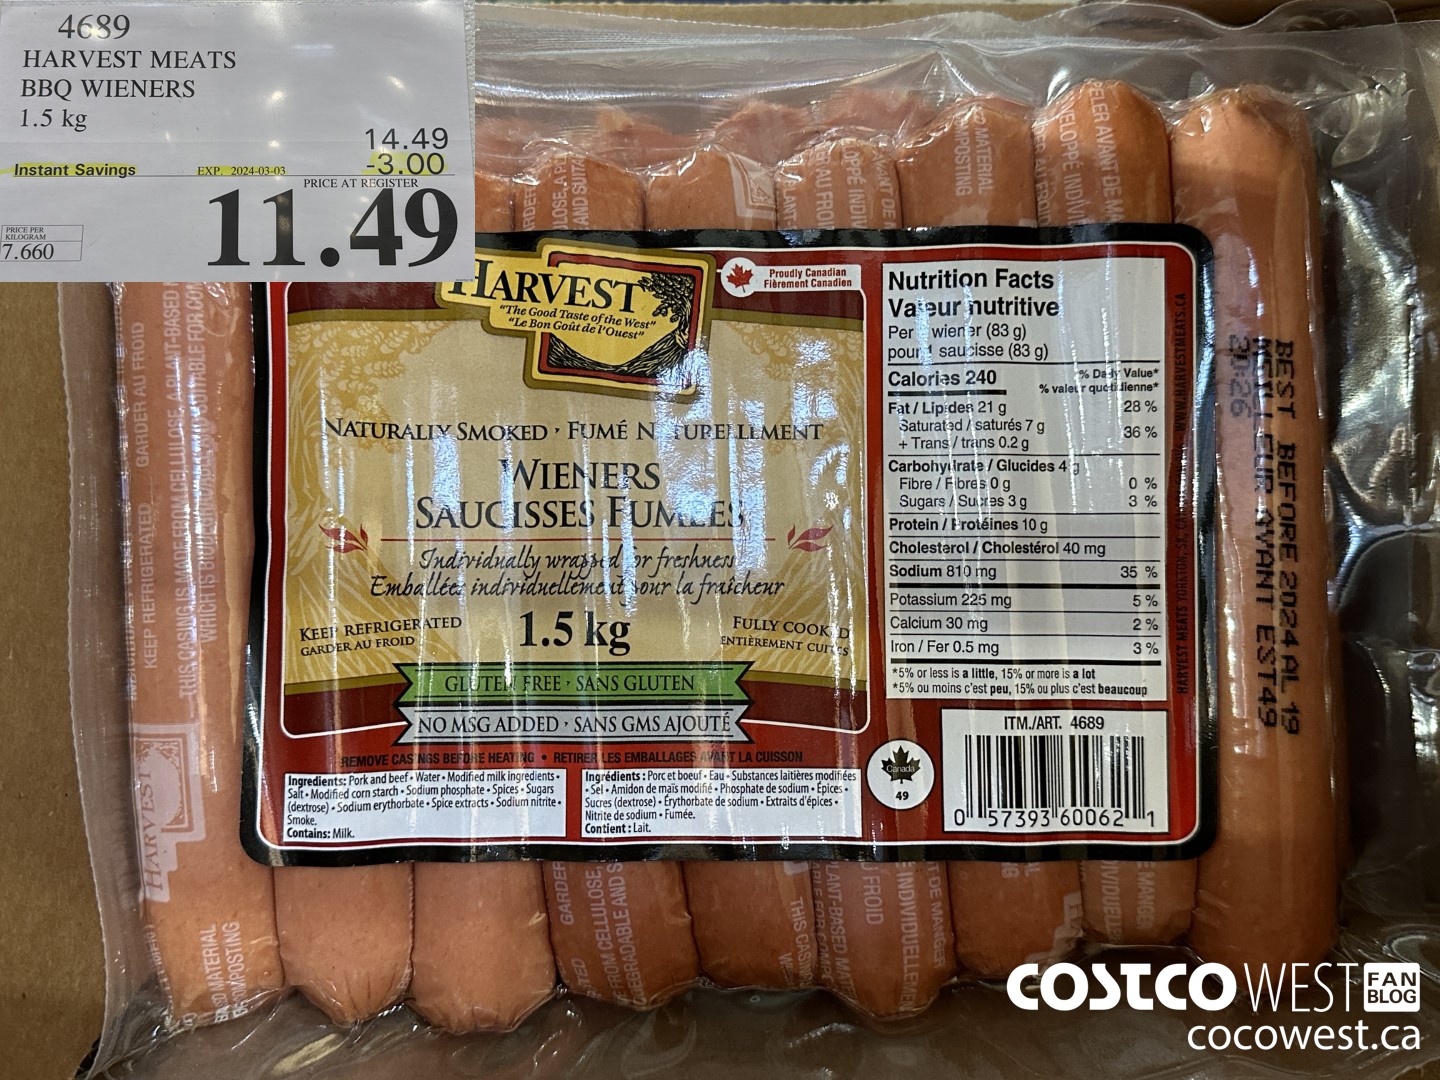 4689
HARVEST MEATS
BBQ WIENERS
1.5 kg
14.49
Instant Savings EXP. 2024-03-03 -3.00
PRICE AT REGISTER
11.49
PRICE PER
KILOGRAM
7.660
HARVEST
"The Good Taste of the West"
"Le Bon Goût de l'Ouest"
Proudly Canadian
Fièrement Canadien
NATURALLY SMOKED · FUMÉ NATURELLEMENT
WIENERS
SAUCISSES FUMÉES
Individually wrapped for freshness
Emballées individuellement pour la fraîcheur
KEEP REFRIGERATED
GARDER AU FROID
1.5 kg
FULLY COOKED
ENTIÈREMENT CUITES
GLUTEN FREE · SANS GLUTEN
NO MSG ADDED · SANS GMS AJOUTÉ
REMOVE CASINGS BEFORE HEATING • RETIRER LES EMBALLAGES AVANT LA CUISSON
Ingredients: Pork and beef • Water • Modified milk ingredients •
Salt • Modified corn starch • Sodium phosphate • Spices • Sugars
(dextrose) • Sodium erythorbate • Spice extracts • Sodium nitrite •
Smoke.
Contains: Milk.
Ingrédients : Porc et boeuf • Eau • Substances laitières modifiées
• Sel • Amidon de maïs modifié • Phosphate de sodium • Épices •
Sucres (dextrose) • Érythorbate de sodium • Extraits d'épices •
Nitrite de sodium • Fumée.
Contient : Lait.
Nutrition Facts
Valeur nutritive
Per 1 wiener (83 g)
pour 1 saucisse (83 g)
Calories 240
% Daily Value*
% valeur quotidienne*
Fat / Lipides 21 g 28 %
Saturated / saturés 7 g
+ Trans / trans 0.2 g 36 %
Carbohydrate / Glucides 4 g
Fibre / Fibres 0 g 0 %
Sugars / Sucres 3 g 3 %
Protein / Protéines 10 g
Cholesterol / Cholestérol 40 mg
Sodium 810 mg 35 %
Potassium 225 mg 5 %
Calcium 30 mg 2 %
Iron / Fer 0.5 mg 3 %
*5% or less is a little, 15% or more is a lot
*5% ou moins c'est peu, 15% ou plus c'est beaucoup
Canada
49
ITM./ART. 4689
0 57393 60062 1
BEST BEFORE 2024 AL 19
MEILLEUR AVANT EST49
KEEP REFRIGERATED GARDER AU FROID
THIS CASING IS MADE FROM CELLULOSE, A PLANT-BASED
HARVEST
COSTCO WEST FAN
BLOG
cocowest.ca